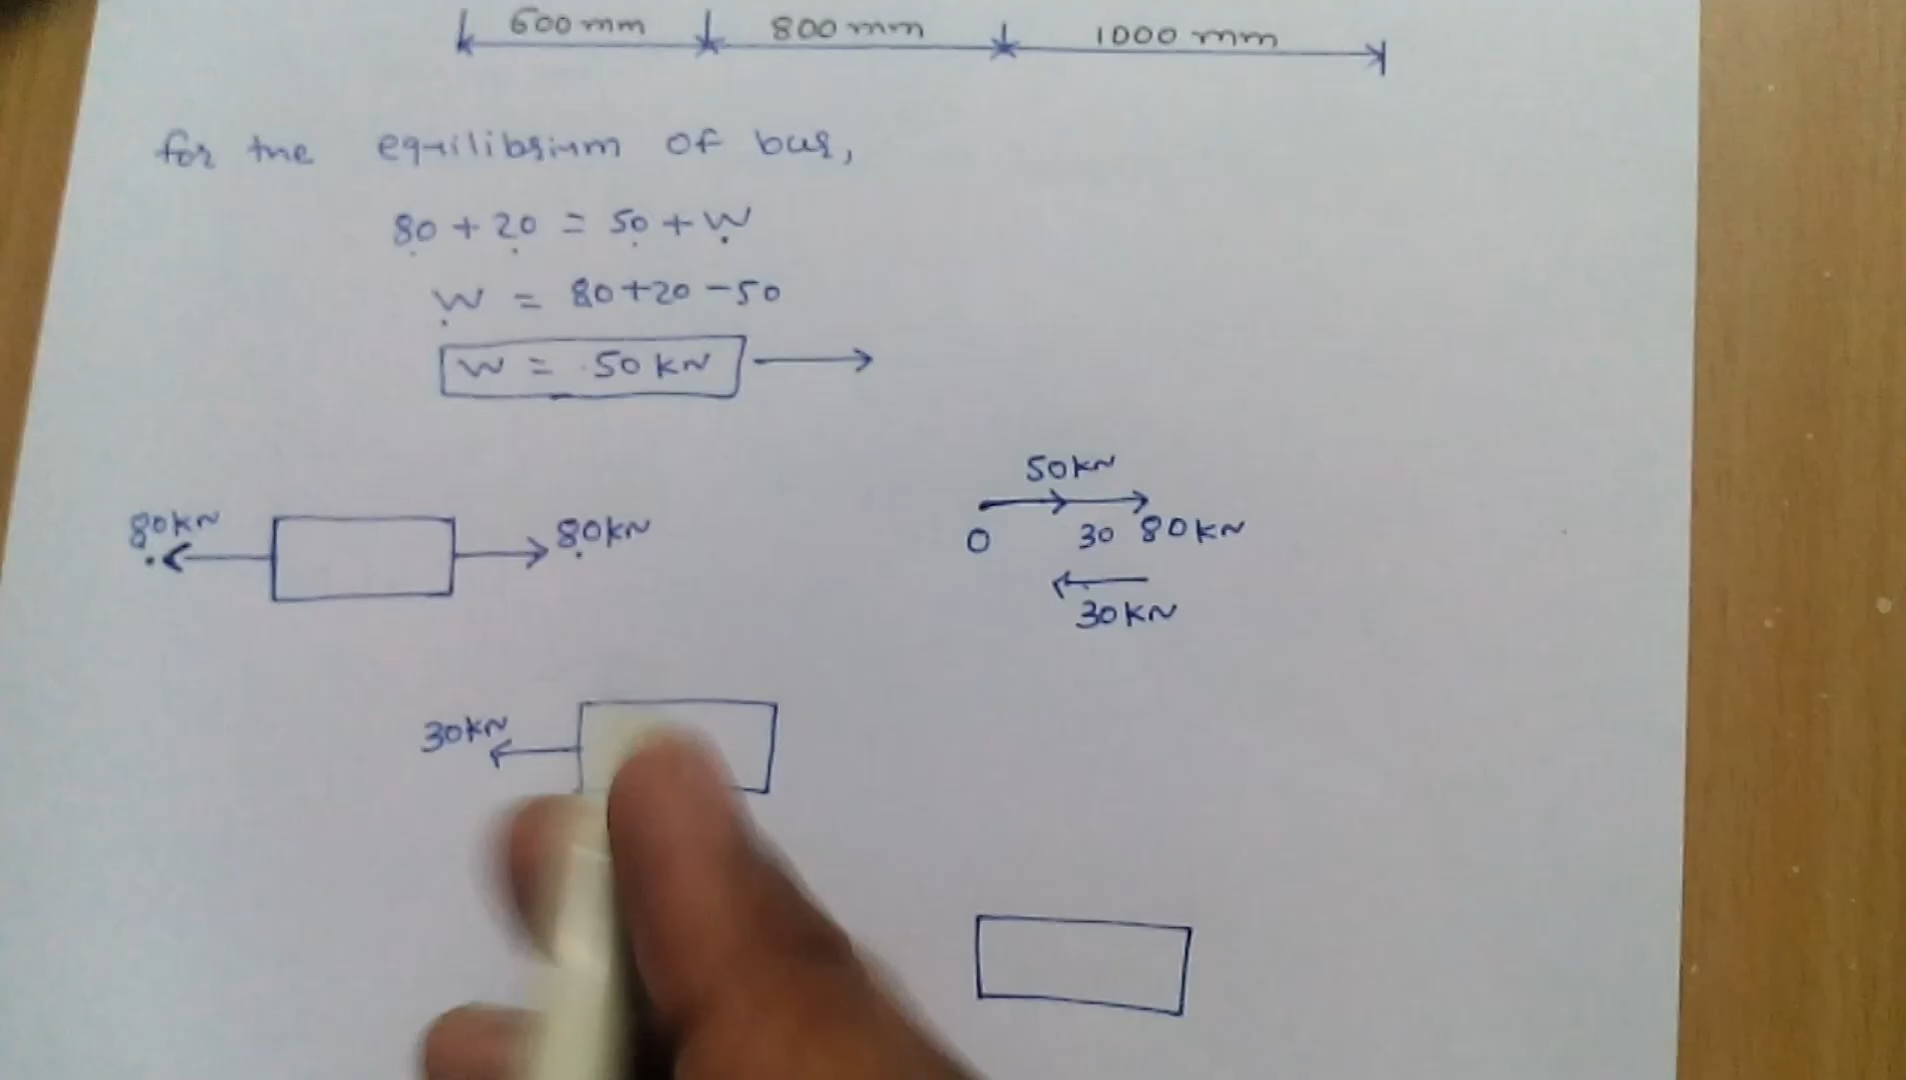 600 mm 800 mm 1000 mm
for the equilibrium of bar,
80 + 20 = 50 + W
W = 80+20-50
W = 50 kN
50kN
80kN 80kN
0 30 80kN
30kN
30kN